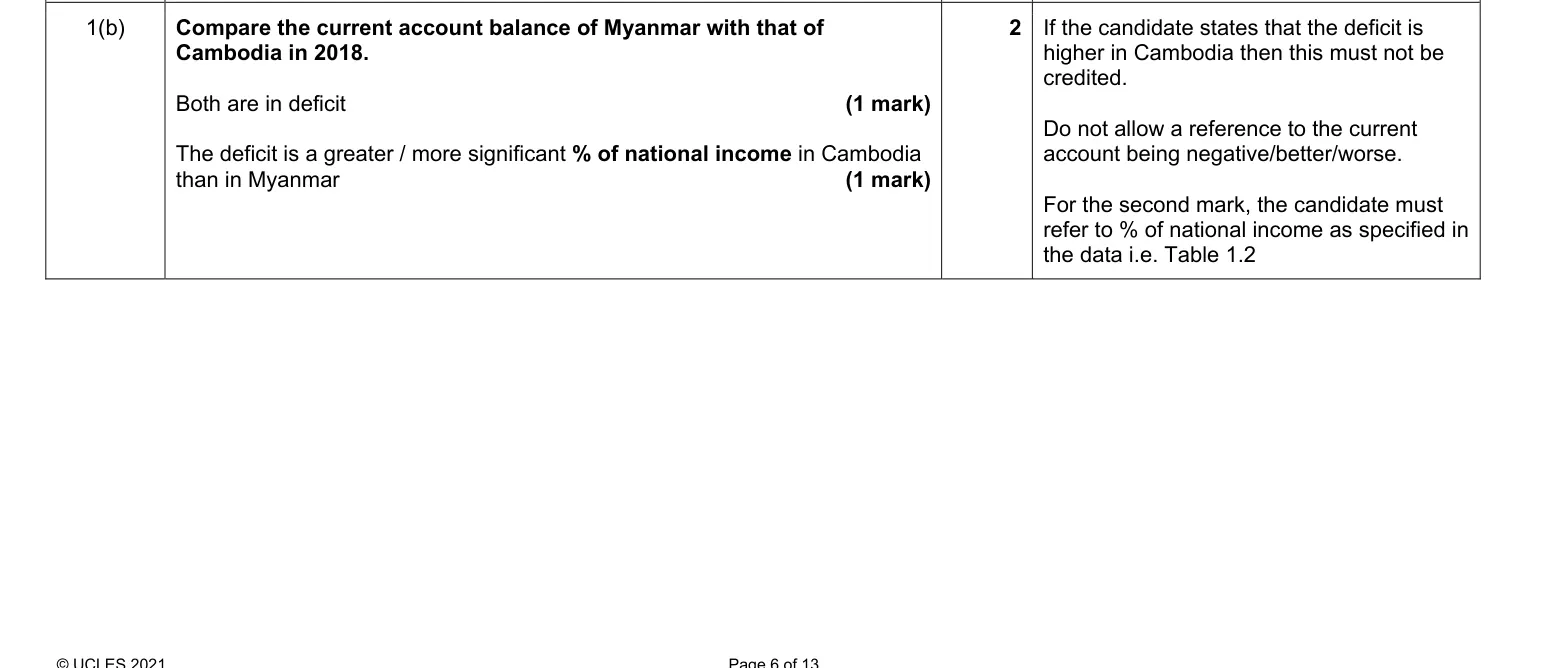 1(b)
Compare the current account balance of Myanmar with that of
Cambodia in 2018.
Both are in deficit (1 mark)
The deficit is a greater / more significant % of national income in Cambodia
than in Myanmar (1 mark)
2
If the candidate states that the deficit is
higher in Cambodia then this must not be
credited.
Do not allow a reference to the current
account being negative/better/worse.
For the second mark, the candidate must
refer to % of national income as specified in
the data i.e. Table 1.2
© UCLES 2021 Page 6 of 13